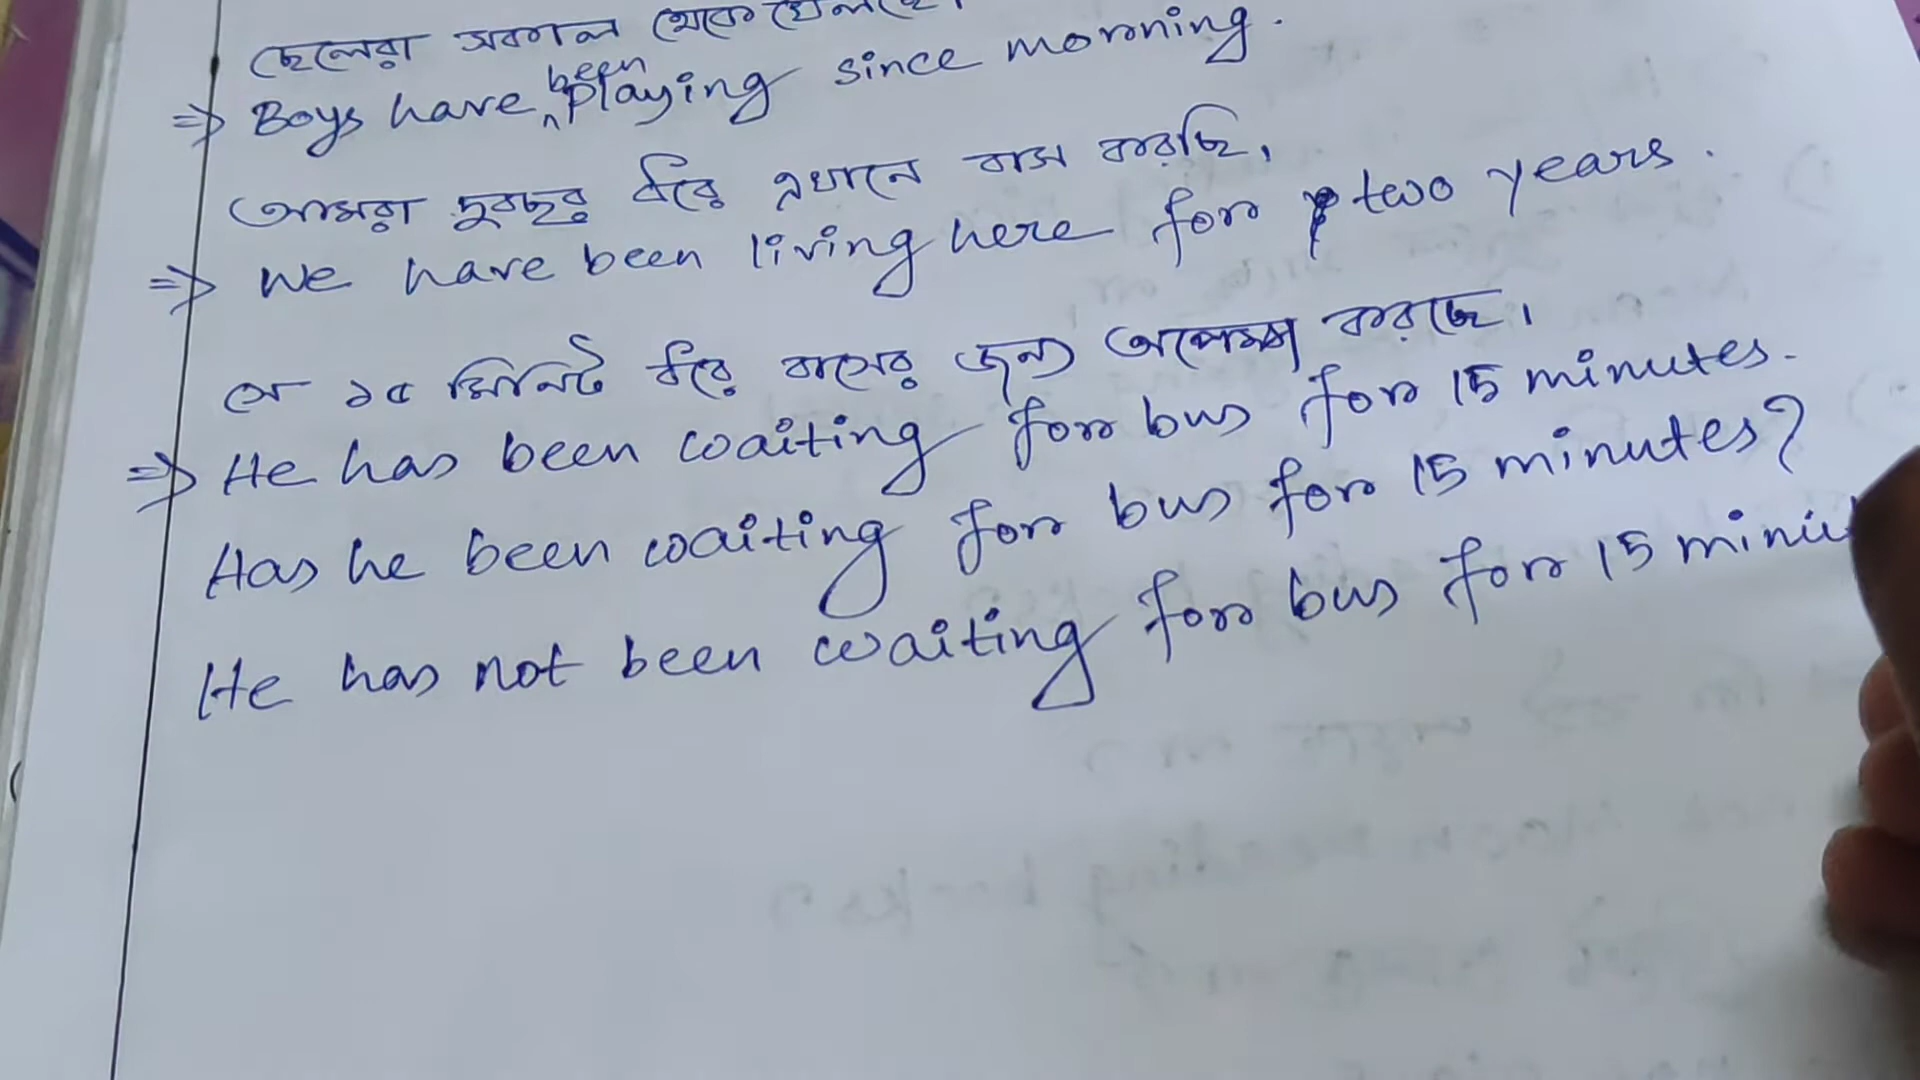 ছেলেরা সকাল থেকে খেলছে।
⇒ Boys have been playing since morning.
আমরা দুবছর ধরে এখানে বাস করছি।
⇒ We have been living here for two years.
সে ১৫ মিনিট ধরে বাসের জন্য অপেক্ষা করছে।
⇒ He has been waiting for bus for 15 minutes.
Has he been waiting for bus for 15 minutes?
He has not been waiting for bus for 15 minut